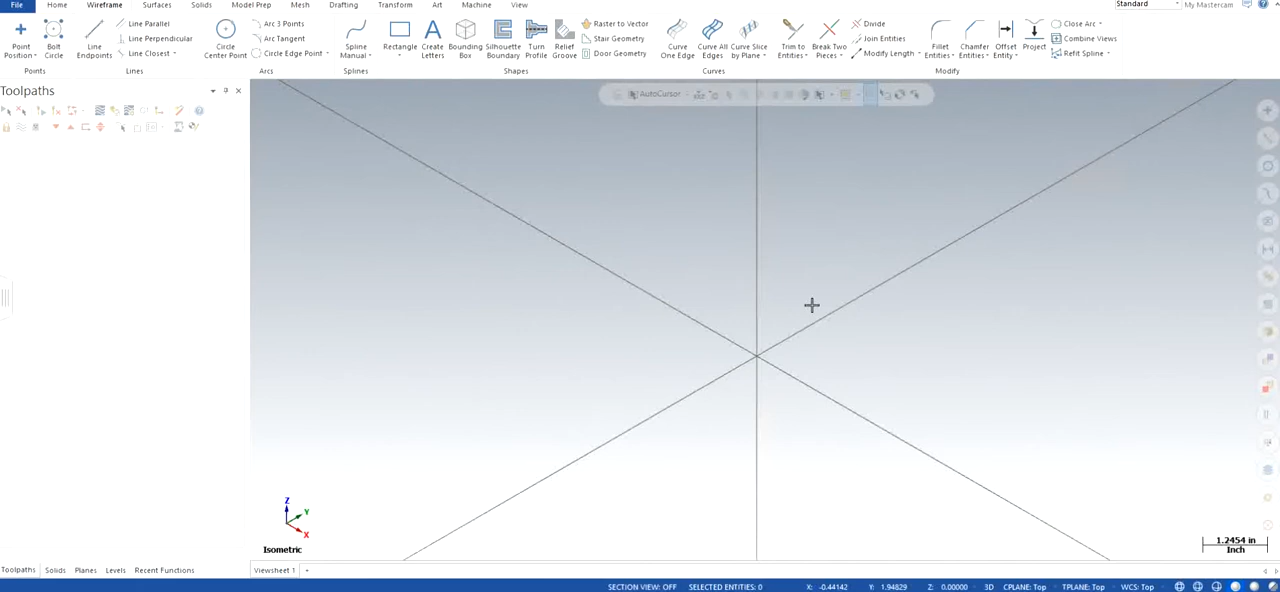 File Home Wireframe Surfaces Solids Model Prep Mesh Drafting Transform Art Machine View Standard My Mastercam
Point Position Bolt Circle
Points
Line Endpoints Line Parallel Line Perpendicular Line Closest
Lines
Circle Center Point Arc 3 Points Arc Tangent Circle Edge Point
Arcs
Spline Manual
Splines
Rectangle Create Letters Bounding Box Silhouette Boundary Turn Profile Relief Groove Raster to Vector Stair Geometry Door Geometry
Shapes
Curve One Edge Curve All Edges Curve Slice by Plane
Curves
Trim to Entities Break Two Pieces Divide Join Entities Modify Length Fillet Entities Chamfer Entities Offset Entity Project Close Arc Combine Views Refit Spline
Modify
Toolpaths
AutoCursor
Z
Y
X
Isometric
1.2454 in
Inch
Toolpaths Solids Planes Levels Recent Functions Viewsheet 1 +
SECTION VIEW: OFF SELECTED ENTITIES: 0 X: -0.44142 Y: 1.94829 Z: 0.00000 3D CPLANE: Top TPLANE: Top WCS: Top